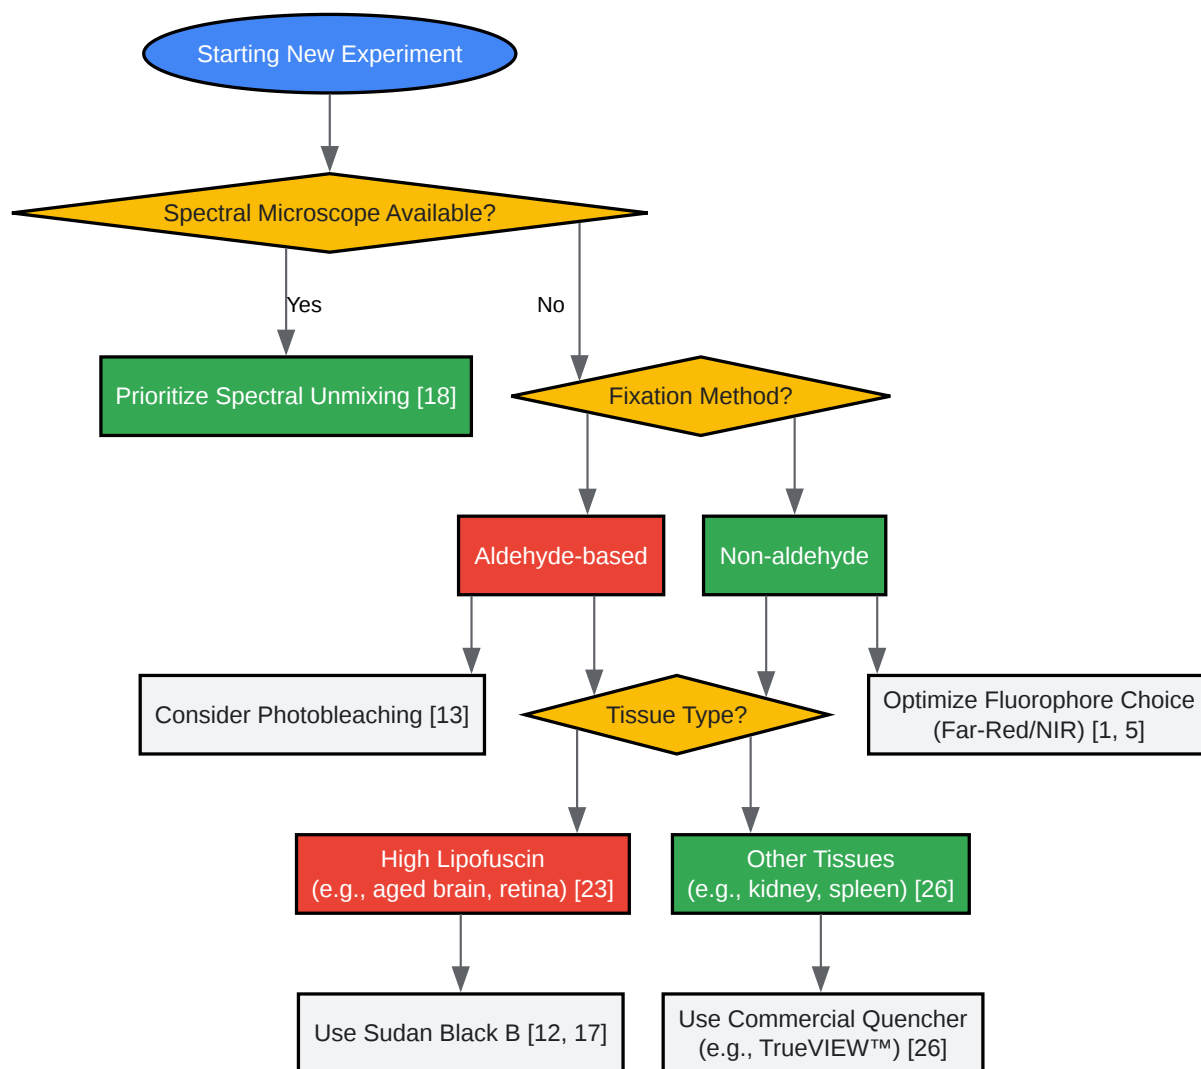 Starting New Experiment
Spectral Microscope Available?
Yes
No
Prioritize Spectral Unmixing [18]
Fixation Method?
Aldehyde-based
Non-aldehyde
Consider Photobleaching [13]
Tissue Type?
Optimize Fluorophore Choice
(Far-Red/NIR) [1, 5]
High Lipofuscin
(e.g., aged brain, retina) [23]
Other Tissues
(e.g., kidney, spleen) [26]
Use Sudan Black B [12, 17]
Use Commercial Quencher
(e.g., TrueVIEW™) [26]